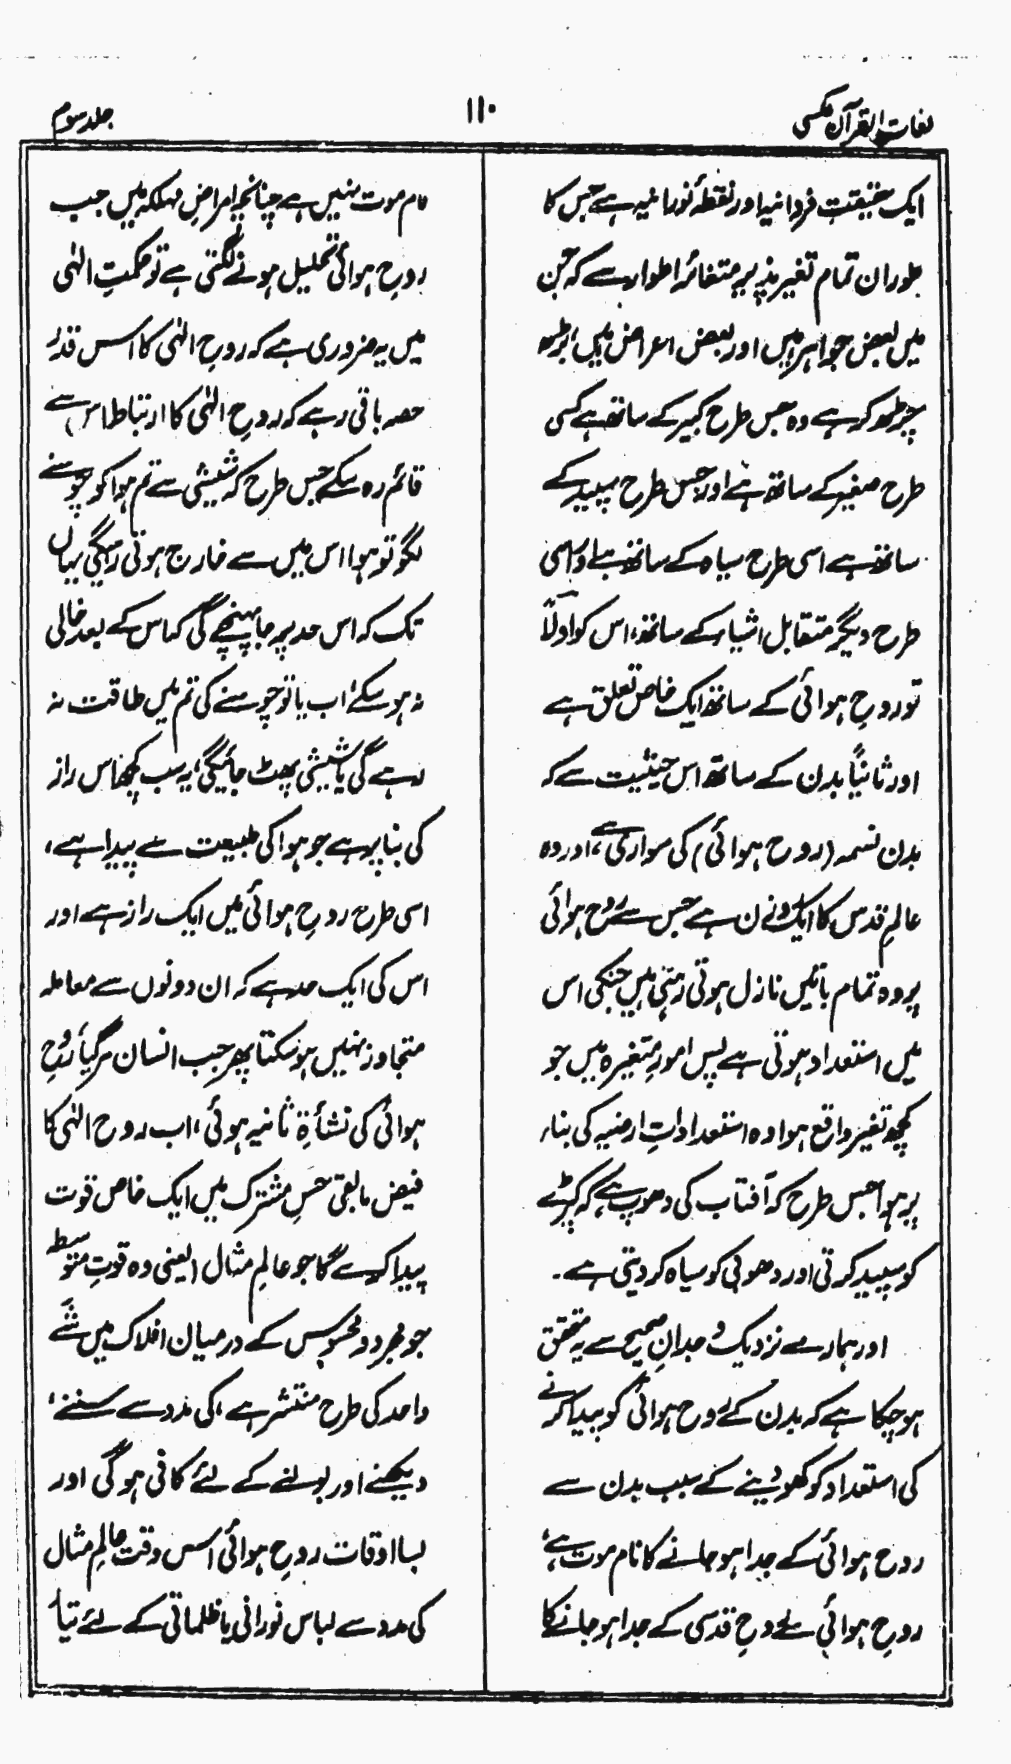 لغات القرآن عکسی
۱۱۰
جلد سوم
ایک حقیقتِ فردانیہ اور نقطۂ نورانیہ ہے جس کا
طور ان تمام تغیر پذیر متغائر اطوار سے کہ جن
میں بعض جواہر ہیں اور بعض اعراض ہیں بڑھ
چڑھ کر ہے وہ جس طرح کبیر کے ساتھ ہے کسی
طرح صغیر کے ساتھ ہے اور جس طرح سپید کے
ساتھ ہے اسی طرح سیاہ کے ساتھ ہے اور اسی
طرح دیگر متقابل اشیاء کے ساتھ، اس کو اولاً
تو روحِ ہوائی کے ساتھ ایک خاص تعلق ہے
اور ثانیاً بدن کے ساتھ اس حیثیت سے کہ
بدن نسمہ (روح ہوائی) کی سواری ہے، اور وہ
عالمِ قدس کا ایک روزن ہے جس سے روح ہوائی
پر وہ تمام باتیں نازل ہوتی رہتی ہیں جنکی اس
میں استعداد ہوتی ہے پس امورِ متغیرہ میں جو
کچھ تغیر واقع ہوا وہ استعداداتِ ارضیہ کی بناء
پر ہوا جس طرح کہ آفتاب کی دھوپ ہے، کہ کپڑے
کو سپید کرتی اور دھوبی کو سیاہ کر دیتی ہے۔
اور ہمارے نزدیک وجدانِ صحیح سے یہ متحقق
ہو چکا ہے کہ بدن کے روح ہوائی کو پیدا کرنے
کی استعداد کو کھو دینے کے سبب بدن سے
روح ہوائی کے جدا ہو جانے کا نام موت ہے،
روحِ ہوائی سے روحِ قدسی کے جدا ہو جانے کا
نام موت نہیں ہے چنانچہ امراضِ مہلکہ میں جب
روحِ ہوائی تحلیل ہونے لگتی ہے تو حکمتِ الٰہی
میں یہ ضروری ہے کہ روحِ الٰہی کا اس قدر
حصہ باقی رہے کہ روحِ الٰہی کا ارتباط اس سے
قائم رہ سکے جس طرح کہ شیشی سے تم ہوا کو چوسنے
لگو تو ہوا اس میں سے خارج ہوتی رہیگی یہاں
تک کہ اس حد پر جا پہنچے گی کہ اس کے بعد خالی
نہ ہو سکے، اب یا تو چوسنے کی تم میں طاقت نہ
رہے گی یا شیشی پھٹ جائیگی، یہ سب کچھ اس راز
کی بنا پر ہے جو ہوا کی طبیعت سے پیدا ہے،
اسی طرح روحِ ہوائی میں ایک راز ہے اور
اس کی ایک حد ہے کہ ان دونوں سے معاملہ
متجاوز نہیں ہو سکتا پھر جب انسان مر گیا روحِ
ہوائی کی نشأۃِ ثانیہ ہوئی، اب روح الٰہی کا
فیض مابقی حسِ مشترک میں ایک خاص قوت
پیدا کرے گا جو عالمِ مثال یعنی وہ قوتِ متوسطہ
جو مجرد و محسوس کے درمیان افلاک میں شے
واحد کی طرح منتشر ہے، کی مدد سے سننے،
دیکھنے اور بولنے کے لئے کافی ہوگی اور
بسا اوقات روحِ ہوائی اس وقت عالمِ مثال
کی مدد سے لباس نورانی یا ظلماتی کے لئے تیار